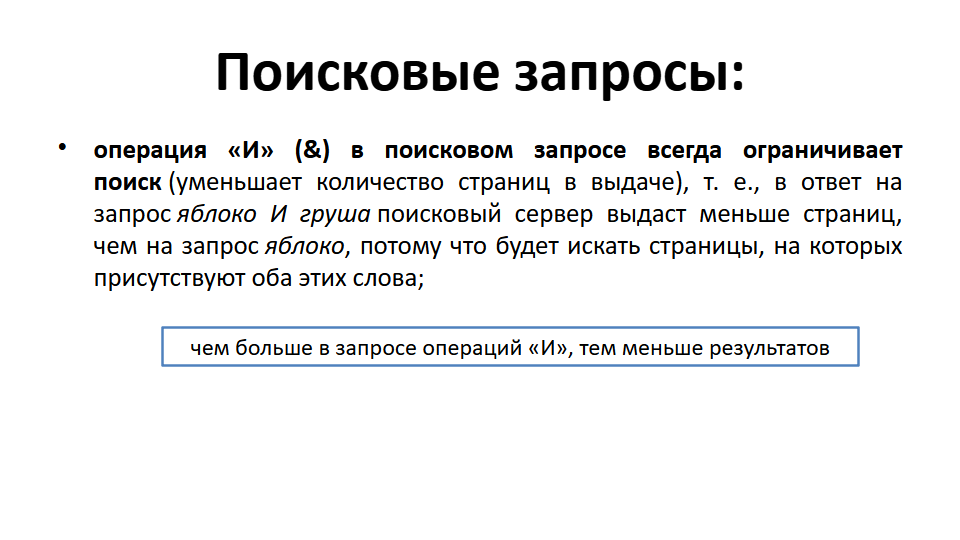 Поисковые запросы:
• операция «И» (&) в поисковом запросе всегда ограничивает
поиск (уменьшает количество страниц в выдаче), т. е., в ответ на
запрос яблоко И груша поисковый сервер выдаст меньше страниц,
чем на запрос яблоко, потому что будет искать страницы, на которых
присутствуют оба этих слова;
чем больше в запросе операций «И», тем меньше результатов